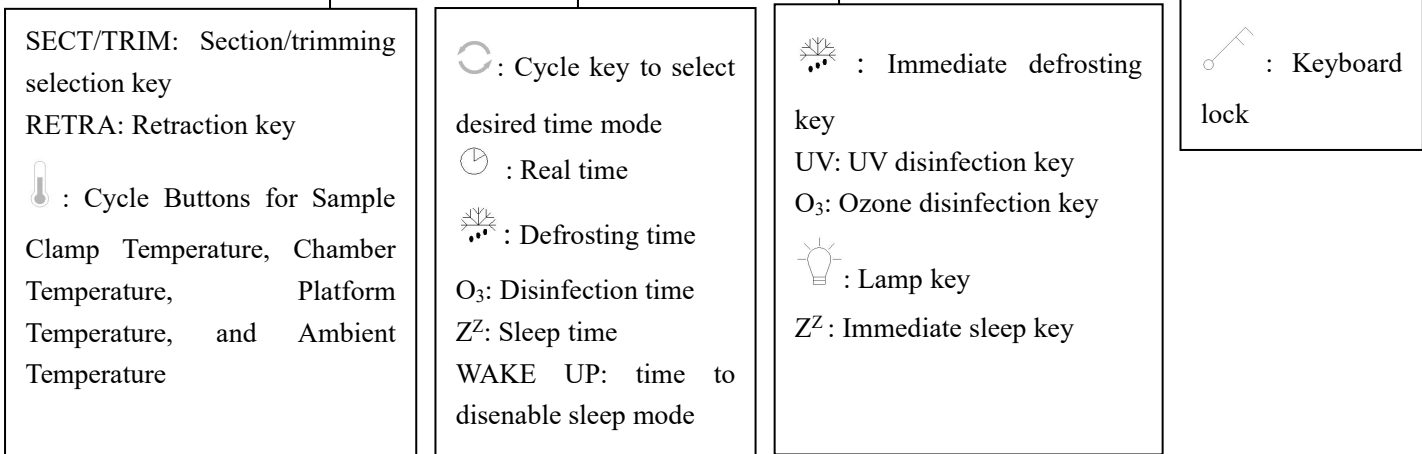 SECT/TRIM: Section/trimming
selection key
RETRA: Retraction key
: Cycle Buttons for Sample
Clamp Temperature, Chamber
Temperature, Platform
Temperature, and Ambient
Temperature
: Cycle key to select
desired time mode
: Real time
: Defrosting time
O₃: Disinfection time
Zᶻ: Sleep time
WAKE UP: time to
disenable sleep mode
: Immediate defrosting
key
UV: UV disinfection key
O₃: Ozone disinfection key
: Lamp key
Zᶻ : Immediate sleep key
: Keyboard
lock